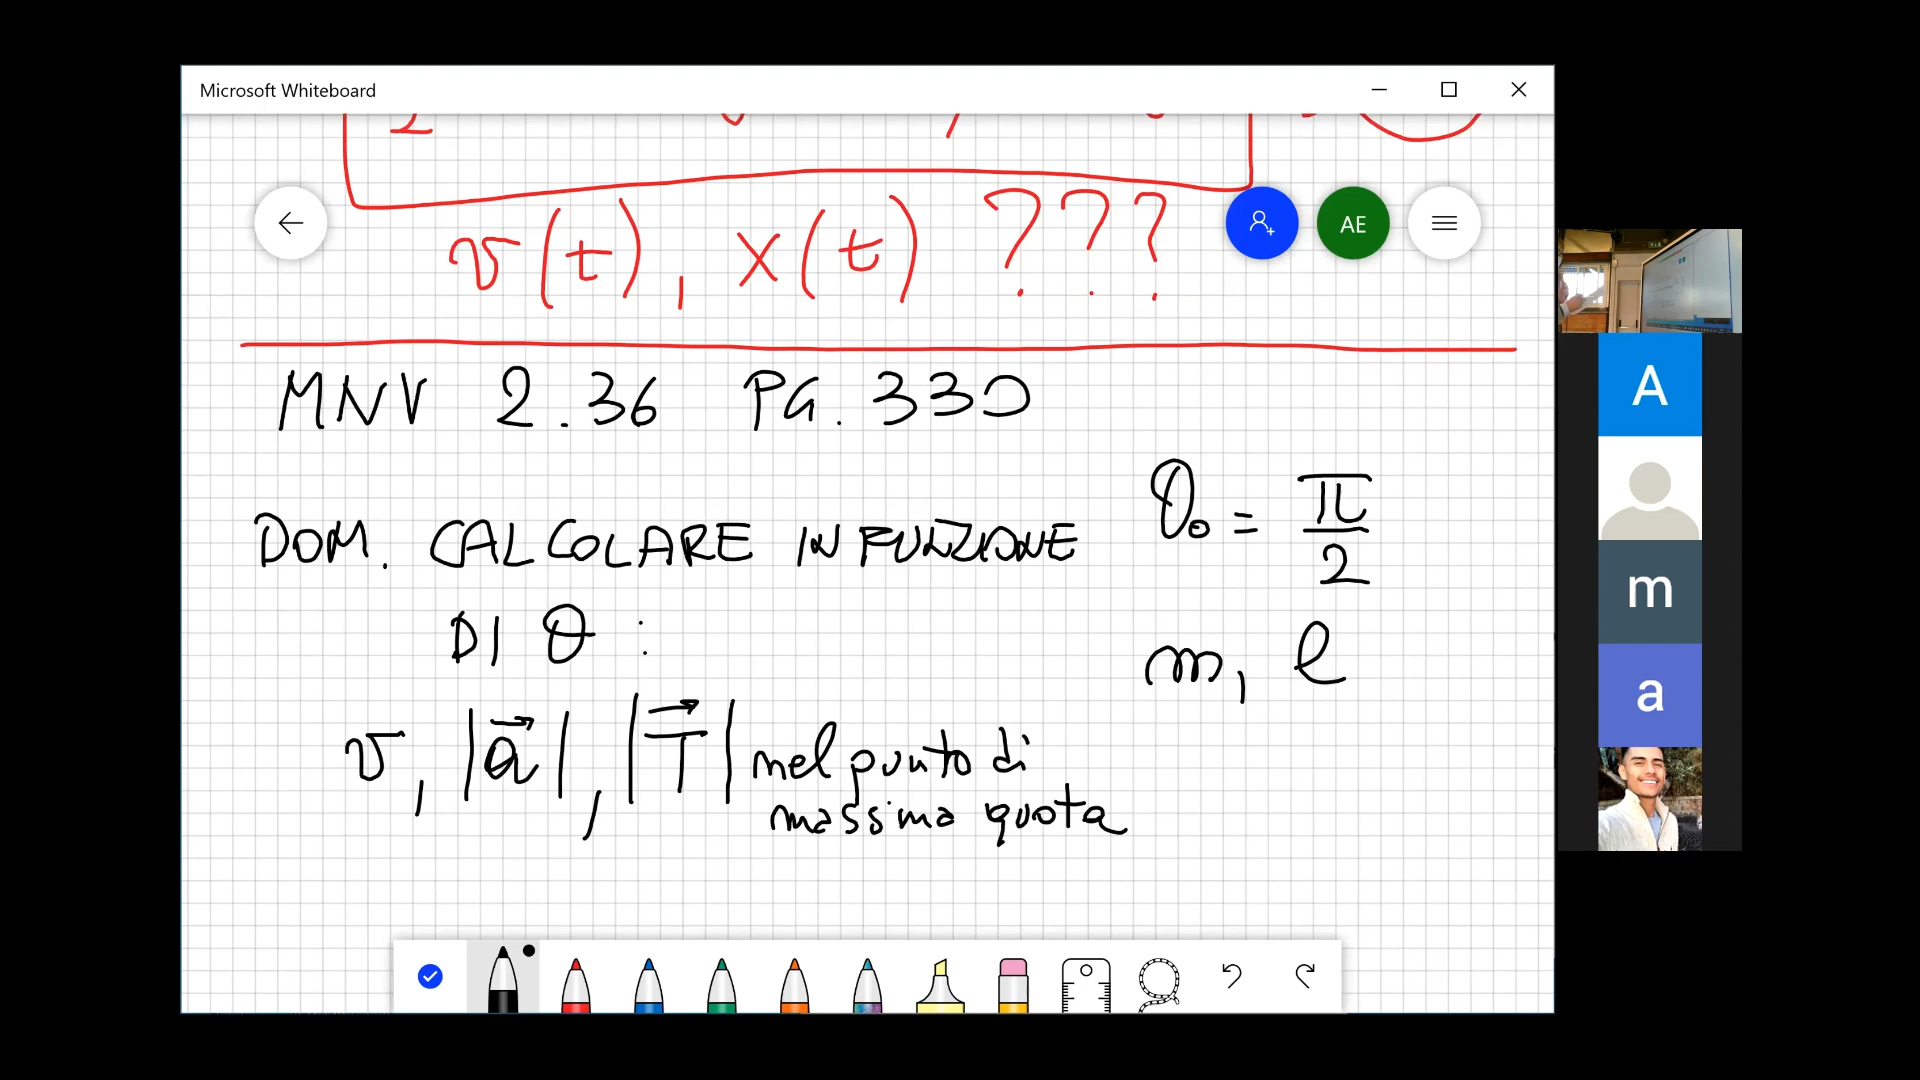 Microsoft Whiteboard
v(t), x(t) ???
AE
MNV 2.36 PG. 330
DOM. CALCOLARE IN FUNZIONE
DI θ :
θ₀ = π/2
m, l
v, |a⃗|, |T⃗| nel punto di
massima quota
A
m
a